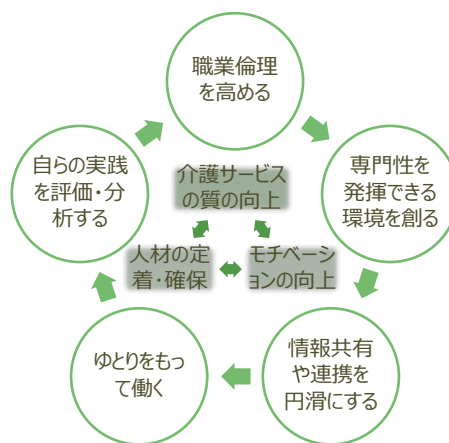 職業倫理
を高める
専門性を
発揮できる
環境を創る
情報共有
や連携を
円滑にする
ゆとりをもっ
て働く
自らの実践
を評価・分
析する
介護サービス
の質の向上
モチベーシ
ョンの向上
人材の定
着・確保